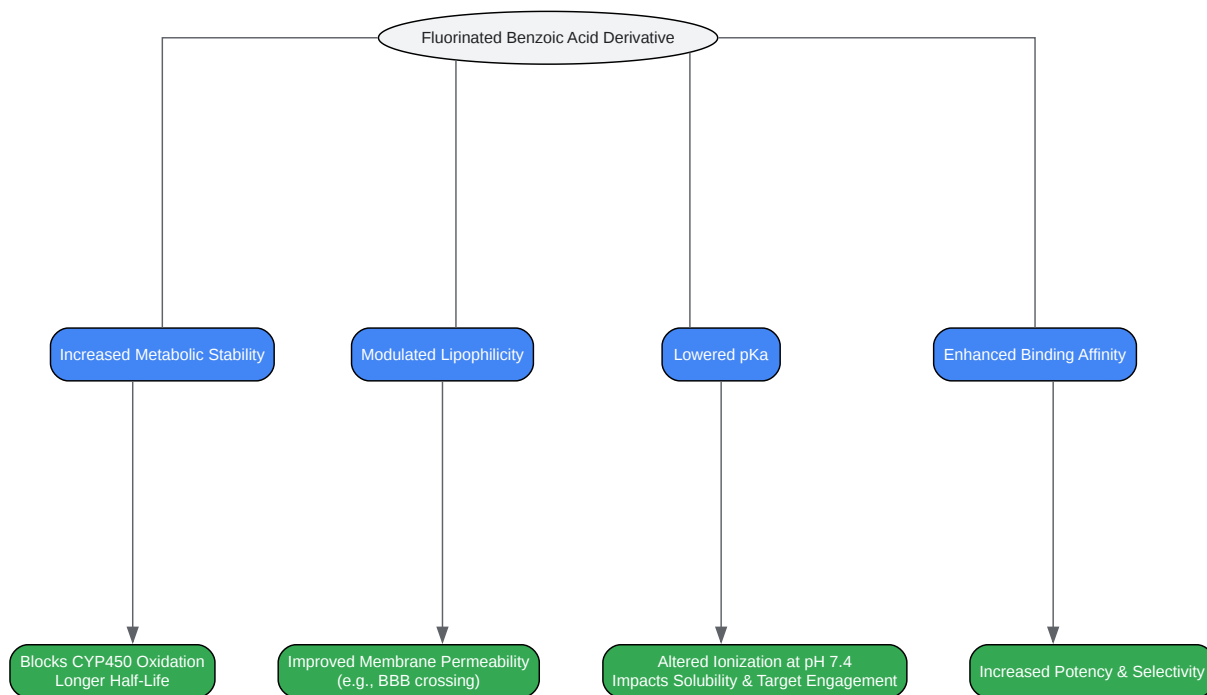 Fluorinated Benzoic Acid Derivative
Increased Metabolic Stability
Modulated Lipophilicity
Lowered pKa
Enhanced Binding Affinity
Blocks CYP450 Oxidation
Longer Half-Life
Improved Membrane Permeability
(e.g., BBB crossing)
Altered Ionization at pH 7.4
Impacts Solubility & Target Engagement
Increased Potency & Selectivity